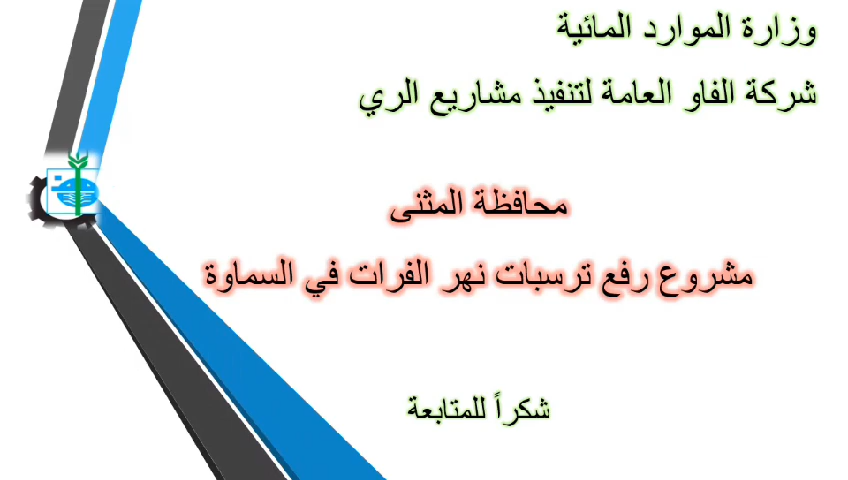 وزارة الموارد المائية
شركة الفاو العامة لتنفيذ مشاريع الري
محافظة المثنى
مشروع رفع ترسبات نهر الفرات في السماوة
شكراً للمتابعة